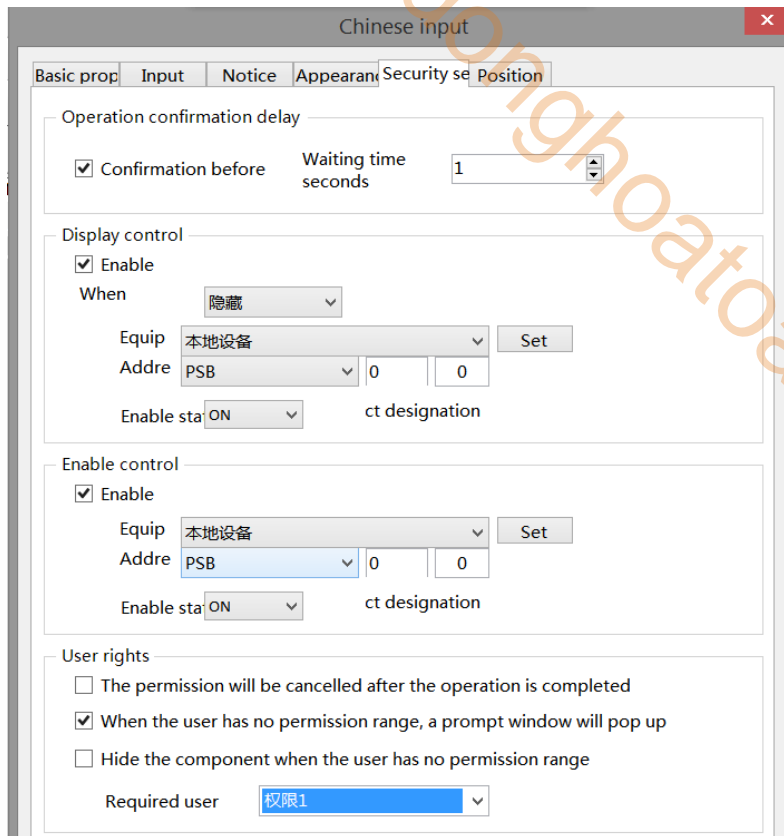 Chinese input
Basic prop Input Notice Appearanc Security se Position
Operation confirmation delay
Confirmation before Waiting time seconds 1
Display control
Enable
When 隐藏
Equip 本地设备 Set
Addre PSB 0 0
Enable sta ON ct designation
Enable control
Enable
Equip 本地设备 Set
Addre PSB 0 0
Enable sta ON ct designation
User rights
The permission will be cancelled after the operation is completed
When the user has no permission range, a prompt window will pop up
Hide the component when the user has no permission range
Required user 权限1
onghoatoa